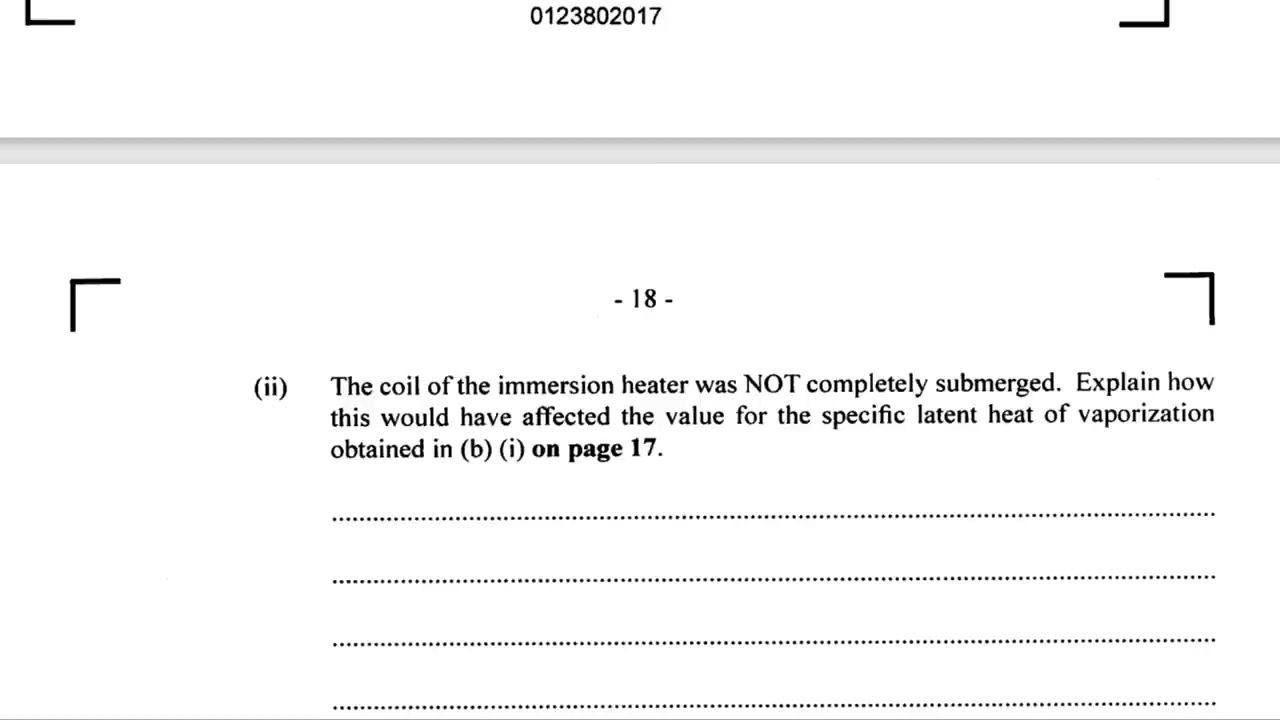 0123802017
- 18 -
(ii) The coil of the immersion heater was NOT completely submerged. Explain how
this would have affected the value for the specific latent heat of vaporization
obtained in (b) (i) on page 17.